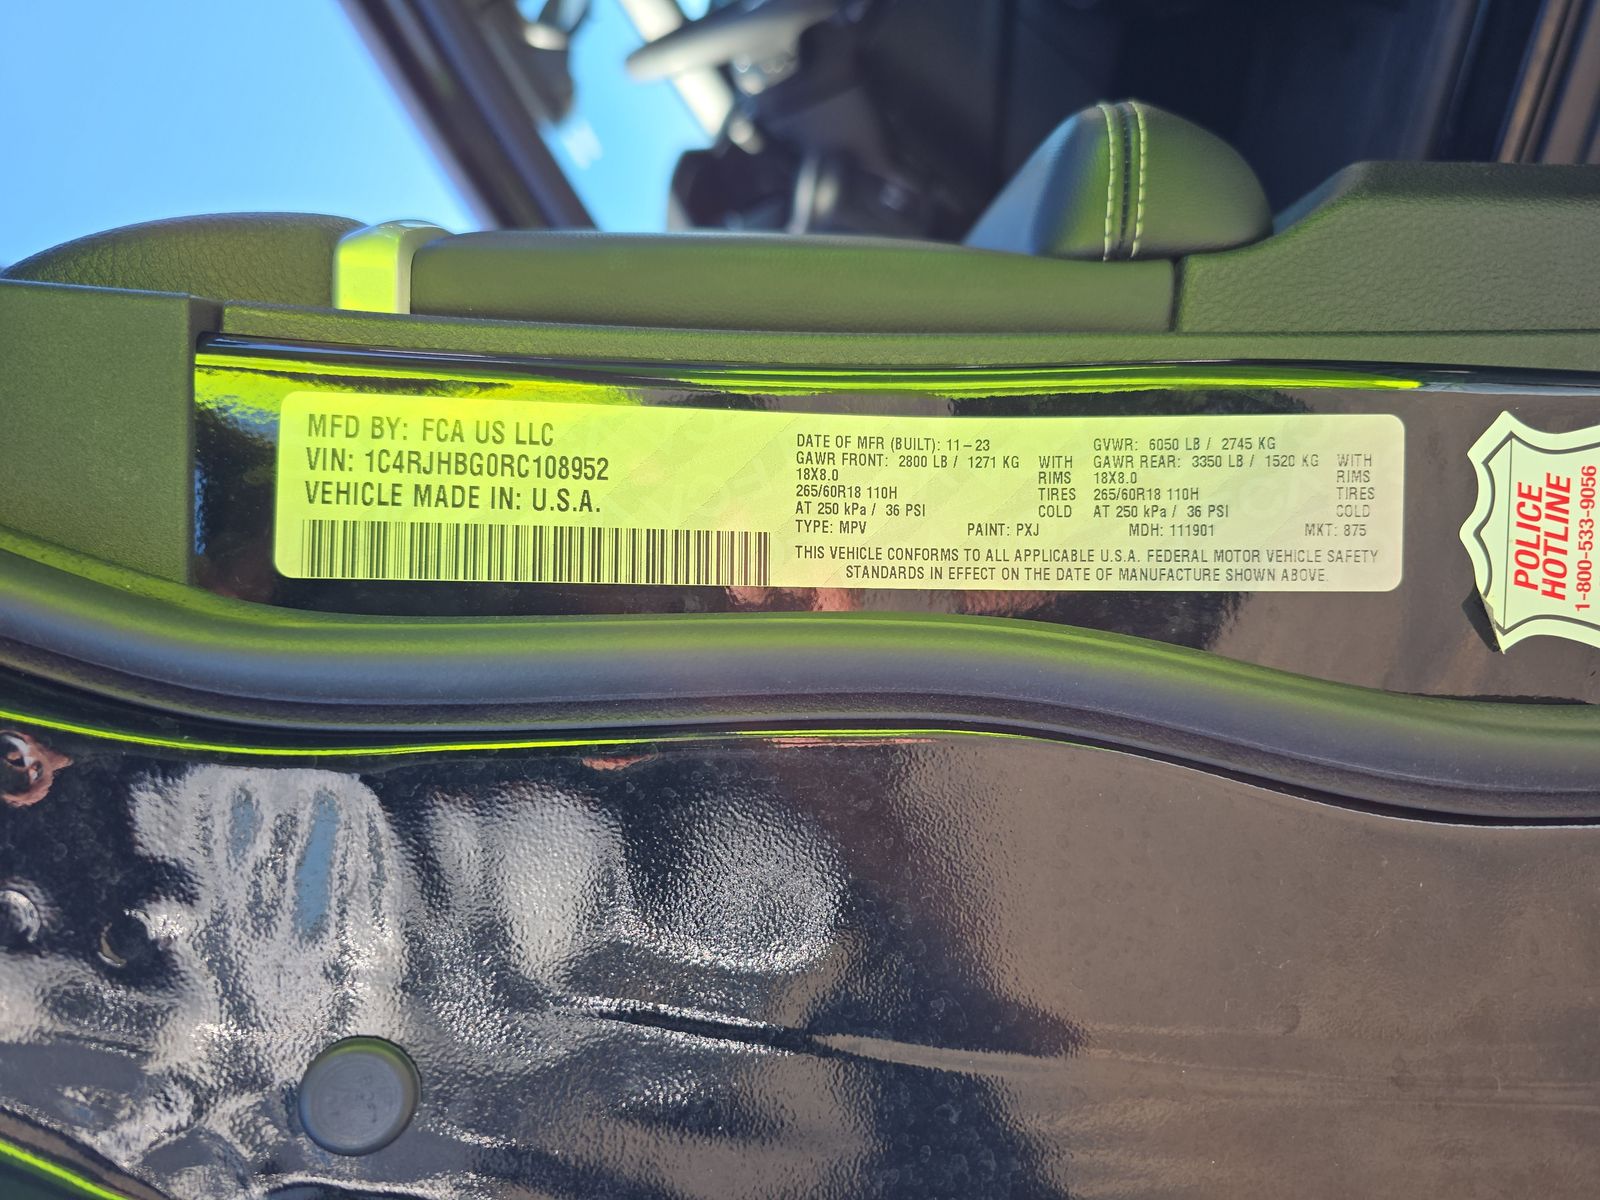 MFD BY: FCA US LLC
VIN: 1C4RJHBG0RC108952
VEHICLE MADE IN: U.S.A.
DATE OF MFR (BUILT): 11-23
GAWR FRONT: 2800 LB / 1271 KG WITH
18X8.0 RIMS
265/60R18 110H TIRES
AT 250 kPa / 36 PSI COLD
GVWR: 6050 LB / 2745 KG
GAWR REAR: 3350 LB / 1520 KG WITH
18X8.0 RIMS
265/60R18 110H TIRES
AT 250 kPa / 36 PSI COLD
TYPE: MPV PAINT: PXJ MDH: 111901 MKT: 875
THIS VEHICLE CONFORMS TO ALL APPLICABLE U.S.A. FEDERAL MOTOR VEHICLE SAFETY
STANDARDS IN EFFECT ON THE DATE OF MANUFACTURE SHOWN ABOVE.
POLICE
HOTLINE
1-800-533-9056